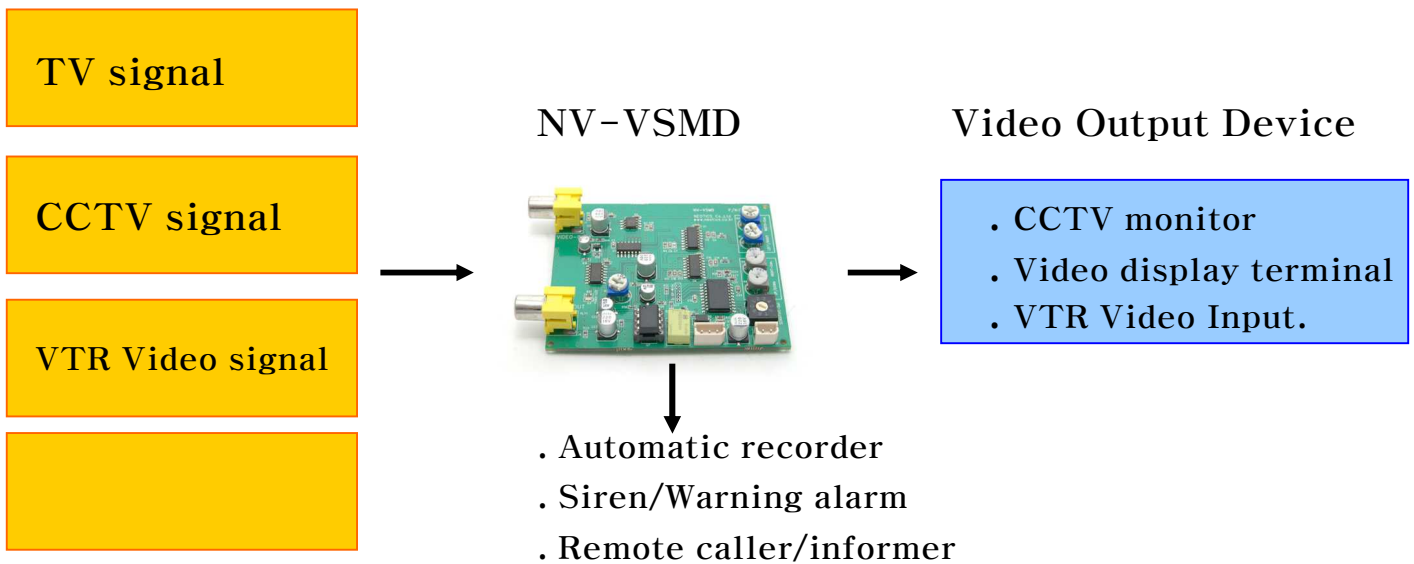 TV signal
CCTV signal
VTR Video signal
NV-VSMD
Video Output Device
. CCTV monitor
. Video display terminal
. VTR Video Input.
. Automatic recorder
. Siren/Warning alarm
. Remote caller/informer